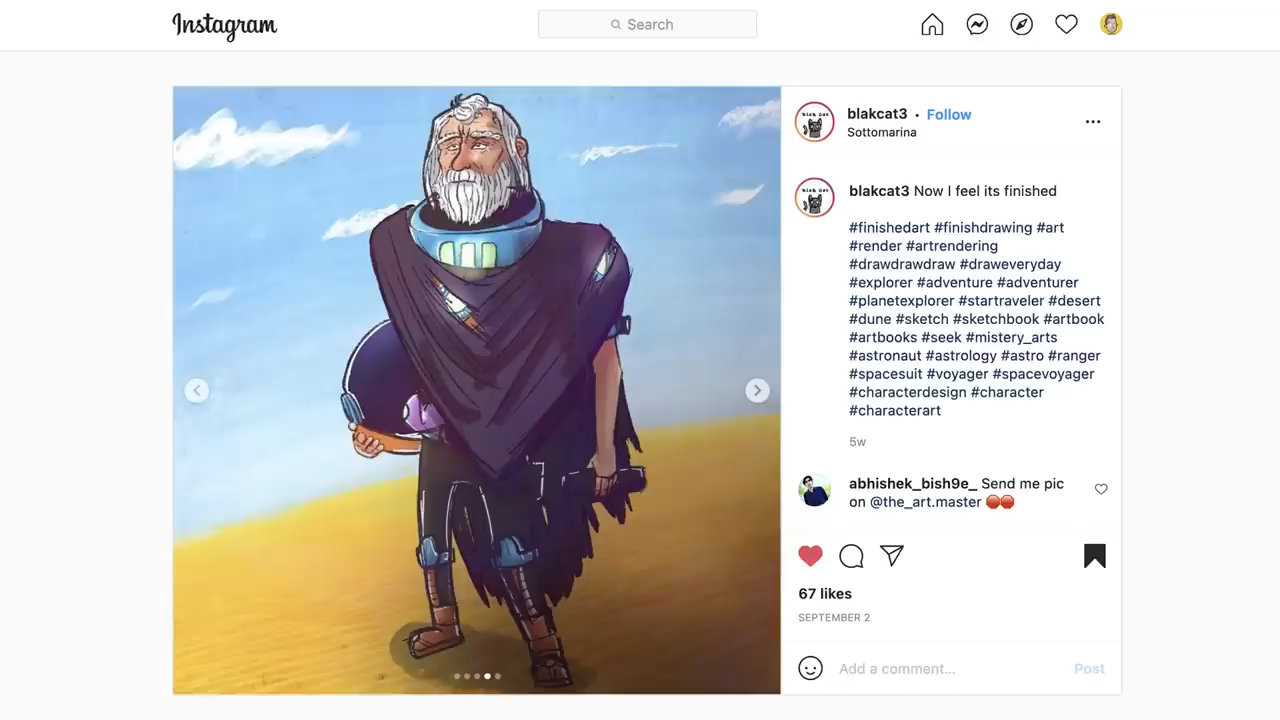 Instagram
Search
blakcat3 • Follow
Sottomarina
blakcat3 Now I feel its finished
#finishedart #finishdrawing #art
#render #artrendering
#drawdrawdraw #draweveryday
#explorer #adventure #adventurer
#planetexplorer #startraveler #desert
#dune #sketch #sketchbook #artbook
#artbooks #seek #mistery_arts
#astronaut #astrology #astro #ranger
#spacesuit #voyager #spacevoyager
#characterdesign #character
#characterart
5w
abhishek_bish9e_ Send me pic
on @the_art.master
67 likes
SEPTEMBER 2
Add a comment...
Post